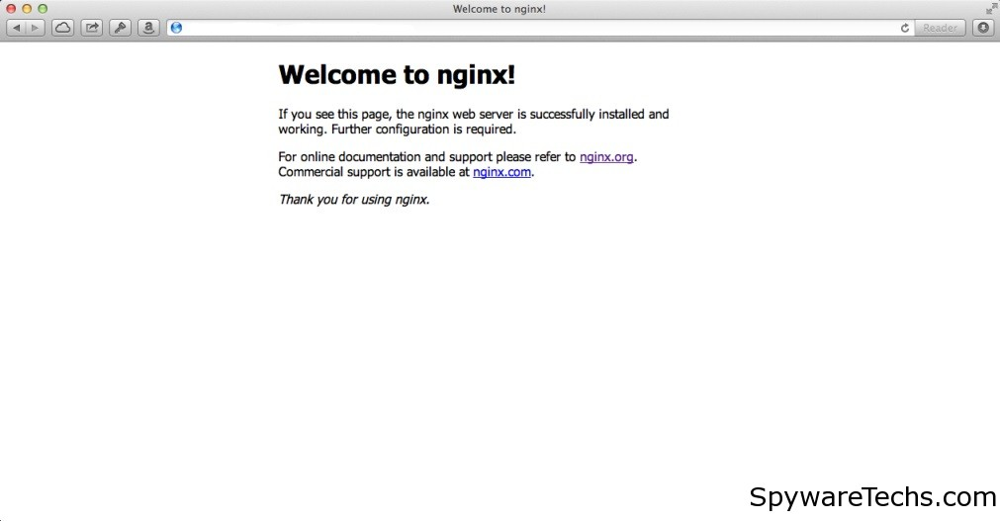 Welcome to nginx!
Reader
Welcome to nginx!
If you see this page, the nginx web server is successfully installed and
working. Further configuration is required.
For online documentation and support please refer to nginx.org.
Commercial support is available at nginx.com.
Thank you for using nginx.
SpywareTechs.com